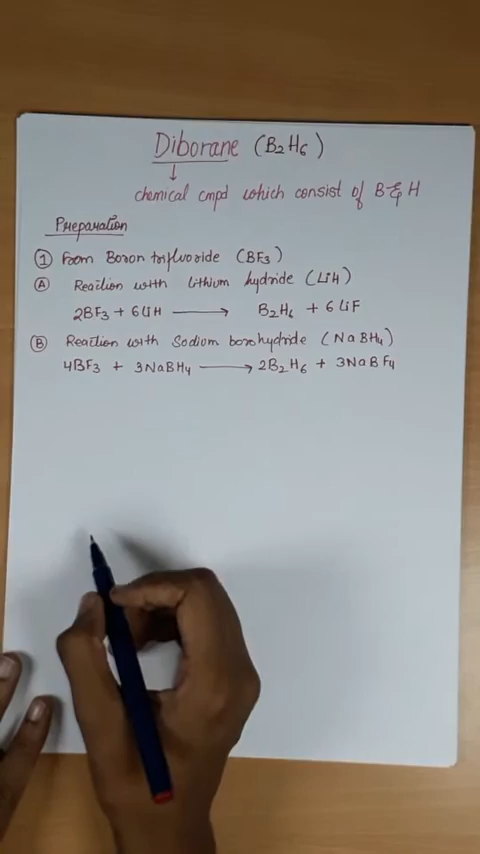 Diborane (B₂H₆)
↓
chemical cmpd which consist of B & H
Preparation
① From Boron trifluoride (BF₃)
Ⓐ Reaction with lithium hydride (LiH)
2BF₃ + 6LiH ⟶ B₂H₆ + 6LiF
Ⓑ Reaction with Sodium borohydride (NaBH₄)
4BF₃ + 3NaBH₄ ⟶ 2B₂H₆ + 3NaBF₄